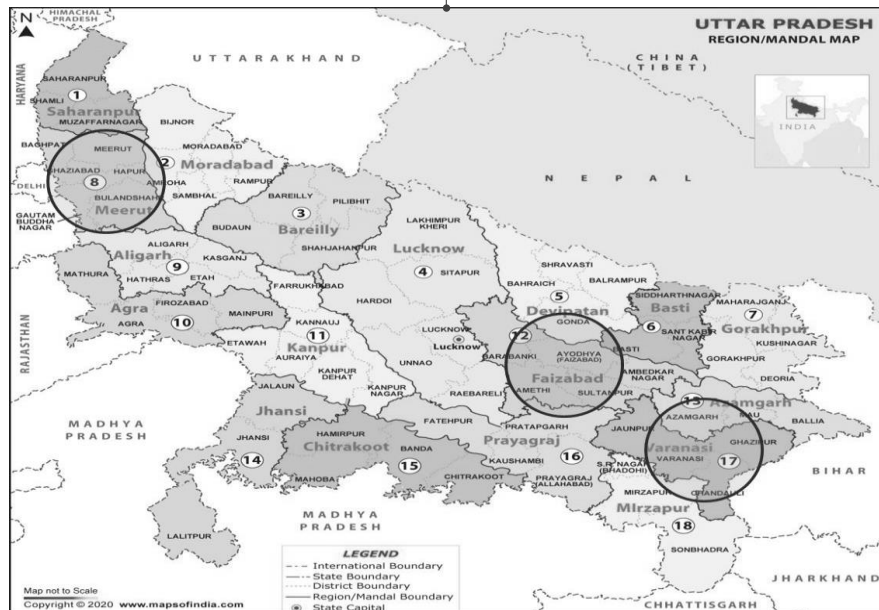 HIMACHAL
PRADESH
N
UTTAR PRADESH
REGION/MANDAL MAP
UTTARAKHAND
CHINA
(TIBET)
HARYANA
INDIA
SAHARANPUR
1
SHAMLI
Saharanpur
MUZAFFARNAGAR
BIJNOR
BAGHPAT
MEERUT
MORADABAD
2
Moradabad
GHAZIABAD
HAPUR
8
AMROHA
RAMPUR
DELHI
BULANDSHAH
SAMBHAL
Meerut
GAUTAM
BUDDHA
NAGAR
BAREILLY
PILIBHIT
3
BUDAUN
Bareilly
SHAHJAHANPUR
NEPAL
LAKHIMPUR
KHERI
Lucknow
4
SITAPUR
HARDOI
LUCKNOW
Lucknow
UNNAO
RAEBARELI
ALIGARH
Aligarh
KASGANJ
9
HATHRAS
ETAH
MATHURA
FARRUKHABAD
FIROZABAD
Agra
MAINPURI
AGRA
10
RAJASTHAN
SHRAVASTI
BALRAMPUR
BAHRAICH
5
Devipatan
GONDA
SIDDHARTHNAGAR
Basti
6
SANT KABIR
NAGAR
BASTI
MAHARAJGANJ
7
Gorakhpur
KUSHINAGAR
GORAKHPUR
DEORIA
KANNAUJ
ETAWAH
11
Kanpur
AURAIYA
KANPUR
DEHAT
KANPUR
NAGAR
12
BARABANKI
AYODHYA
(FAIZABAD)
Faizabad
AMETHI
SULTANPUR
AMBEDKAR
NAGAR
13
Azamgarh
AZAMGARH
MAU
BALLIA
JALAUN
Jhansi
JHANSI
14
LALITPUR
MADHYA
PRADESH
HAMIRPUR
Chitrakoot
BANDA
15
MAHOBA
CHITRAKOOT
FATEHPUR
PRATAPGARH
Prayagraj
KAUSHAMBI
16
PRAYAGRAJ
(ALLAHABAD)
JAUNPUR
GHAZIPUR
Varanasi
VARANASI
17
S.R. NAGAR
(BHADOHI)
CHANDAULI
BIHAR
MIRZAPUR
MIrzapur
18
SONBHADRA
MADHYA
PRADESH
JHARKHAND
CHHATTISGARH
LEGEND
International Boundary
State Boundary
District Boundary
Region/Mandal Boundary
State Capital
Map not to Scale
Copyright © 2020 www.mapsofindia.com